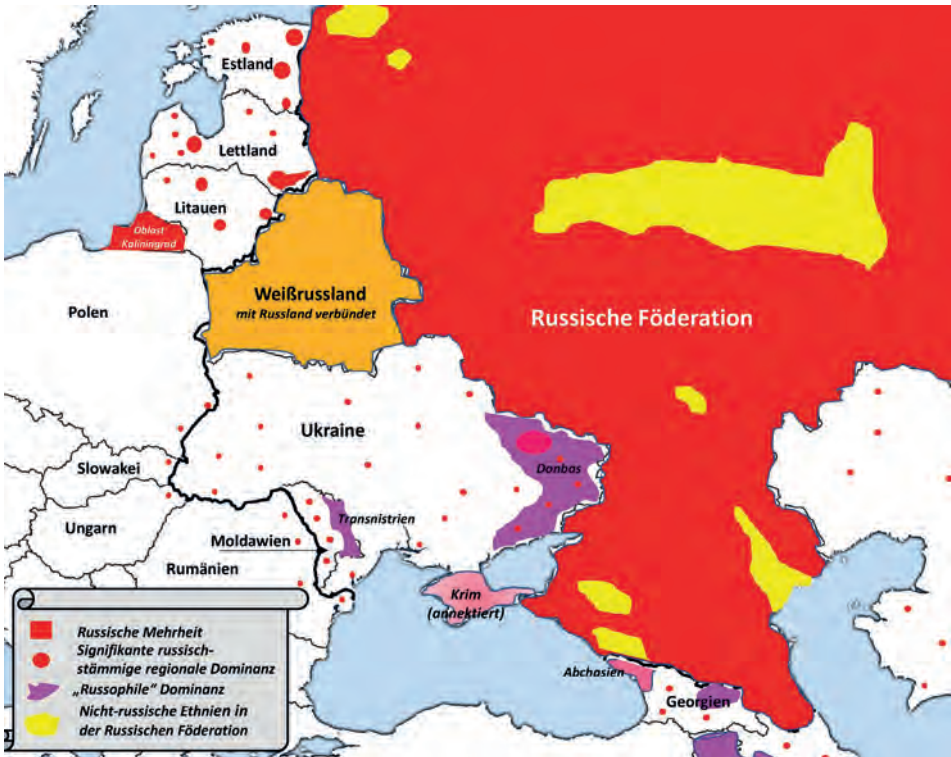 Estland
Lettland
Litauen
Oblast
Kaliningrad
Weißrussland
mit Russland verbündet
Polen
Russische Föderation
Ukraine
Slowakei
Donbas
Ungarn
Transnistrien
Moldawien
Rumänien
Krim
(annektiert)
Abchasien
Georgien
Russische Mehrheit
Signifikante russisch-
stämmige regionale Dominanz
„Russophile“ Dominanz
Nicht-russische Ethnien in
der Russischen Föderation